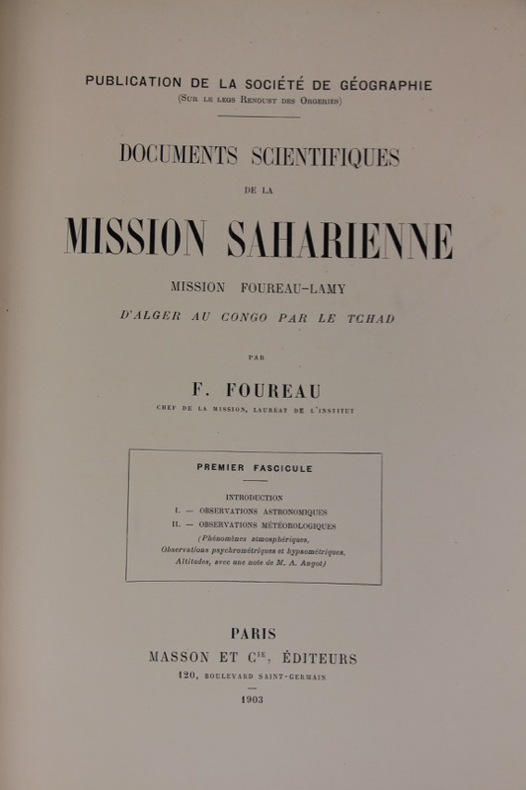 PUBLICATION DE LA SOCIÉTÉ DE GÉOGRAPHIE
(SUR LE LEGS RENOUST DES ORGERIES)
DOCUMENTS SCIENTIFIQUES
DE LA
MISSION SAHARIENNE
MISSION FOUREAU-LAMY
D'ALGER AU CONGO PAR LE TCHAD
PAR
F. FOUREAU
CHEF DE LA MISSION, LAURÉAT DE L'INSTITUT
PREMIER FASCICULE
INTRODUCTION
I. — OBSERVATIONS ASTRONOMIQUES
II. — OBSERVATIONS MÉTÉOROLOGIQUES
(Phénomènes atmosphériques,
Observations psychrométriques et hypsométriques,
Altitudes, avec une note de M. A. Angot)
PARIS
MASSON ET CIE, ÉDITEURS
120, BOULEVARD SAINT-GERMAIN
1903